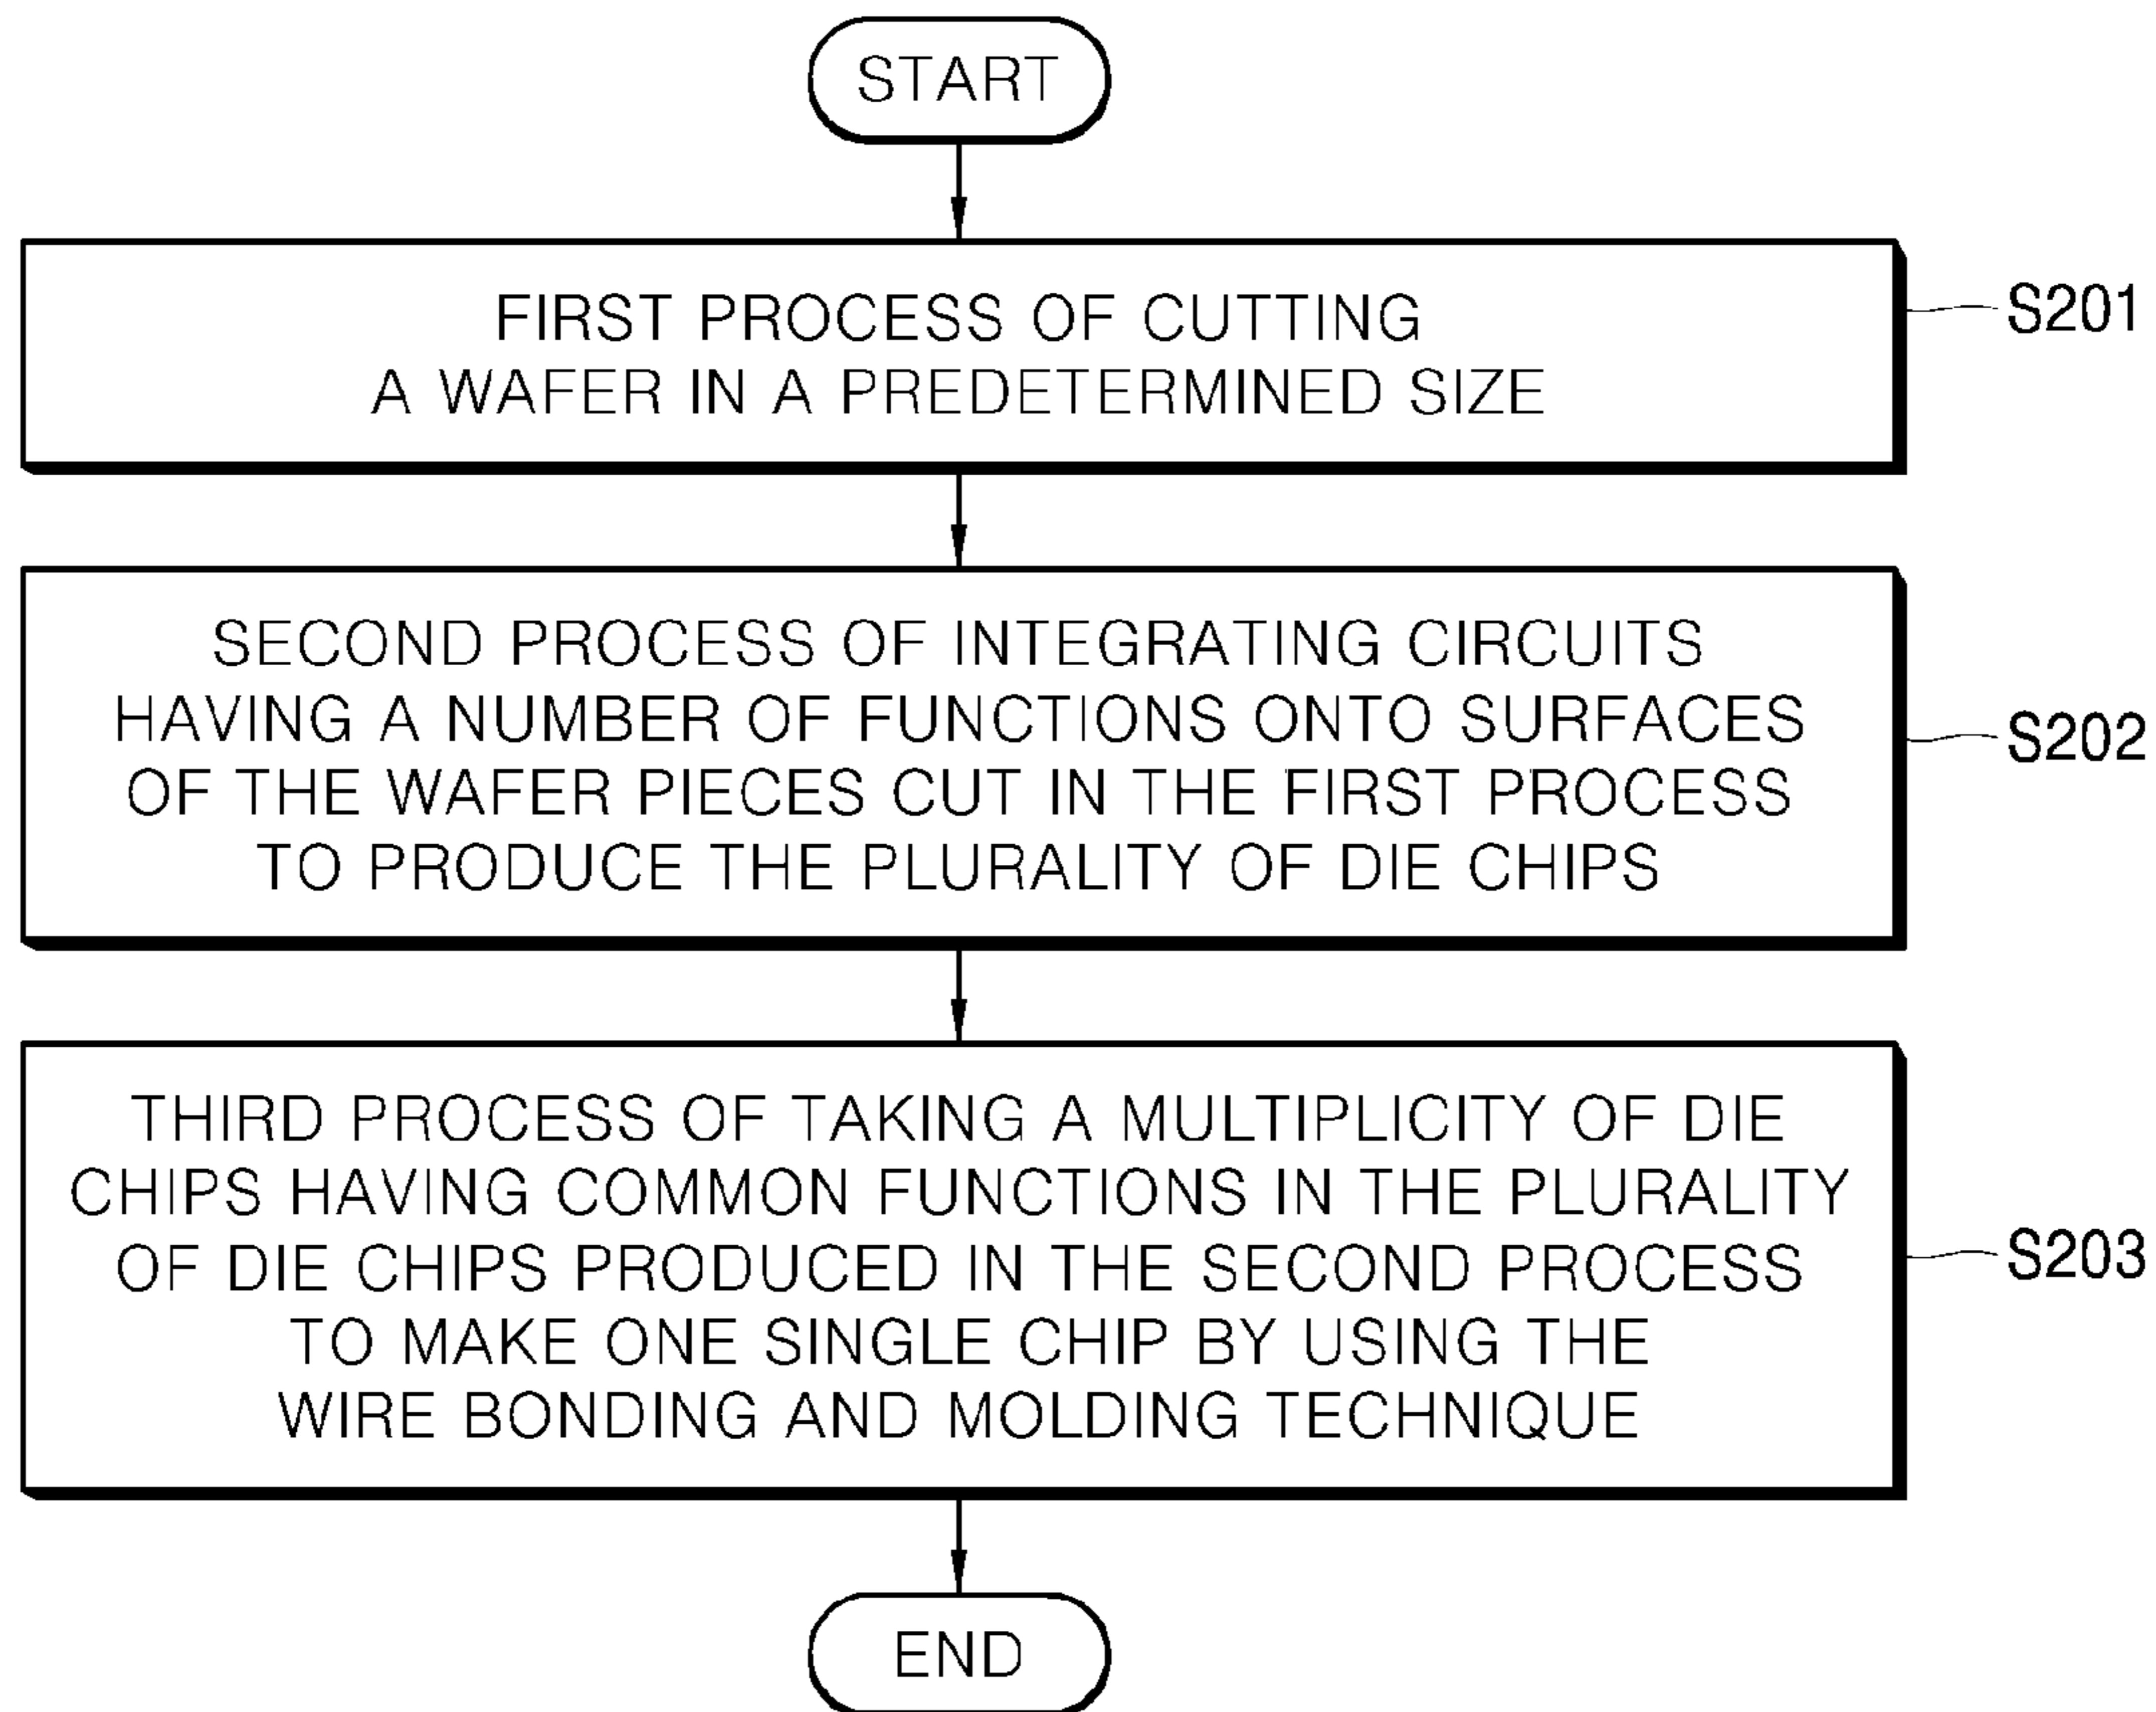 START
FIRST PROCESS OF CUTTING
A WAFER IN A PREDETERMINED SIZE
S201
SECOND PROCESS OF INTEGRATING CIRCUITS
HAVING A NUMBER OF FUNCTIONS ONTO SURFACES
OF THE WAFER PIECES CUT IN THE FIRST PROCESS
TO PRODUCE THE PLURALITY OF DIE CHIPS
S202
THIRD PROCESS OF TAKING A MULTIPLICITY OF DIE
CHIPS HAVING COMMON FUNCTIONS IN THE PLURALITY
OF DIE CHIPS PRODUCED IN THE SECOND PROCESS
TO MAKE ONE SINGLE CHIP BY USING THE
WIRE BONDING AND MOLDING TECHNIQUE
S203
END